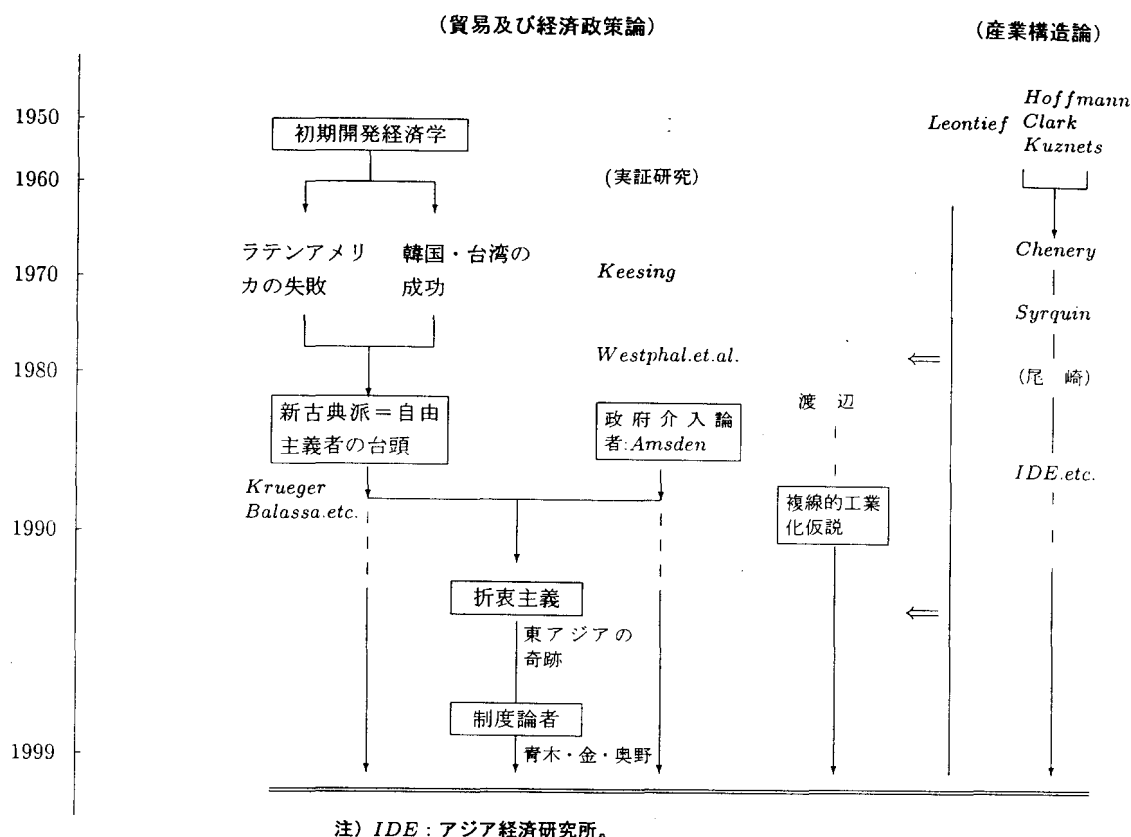 (貿易及び経済政策論)
(産業構造論)
1950
1960
1970
1980
1990
1999
初期開発経済学
ラテンアメリ
カの失敗
韓国・台湾の
成功
新古典派=自由
主義者の台頭
Krueger
Balassa.etc.
折衷主義
東アジアの
奇跡
制度論者
青木・金・奥野
(実証研究)
Keesing
Westphal.et.al.
政府介入論
者:Amsden
渡辺
複線的工業
化仮説
⇐
⇐
Leontief
Hoffmann
Clark
Kuznets
Chenery
Syrquin
(尾崎)
IDE.etc.
注) IDE : アジア経済研究所。